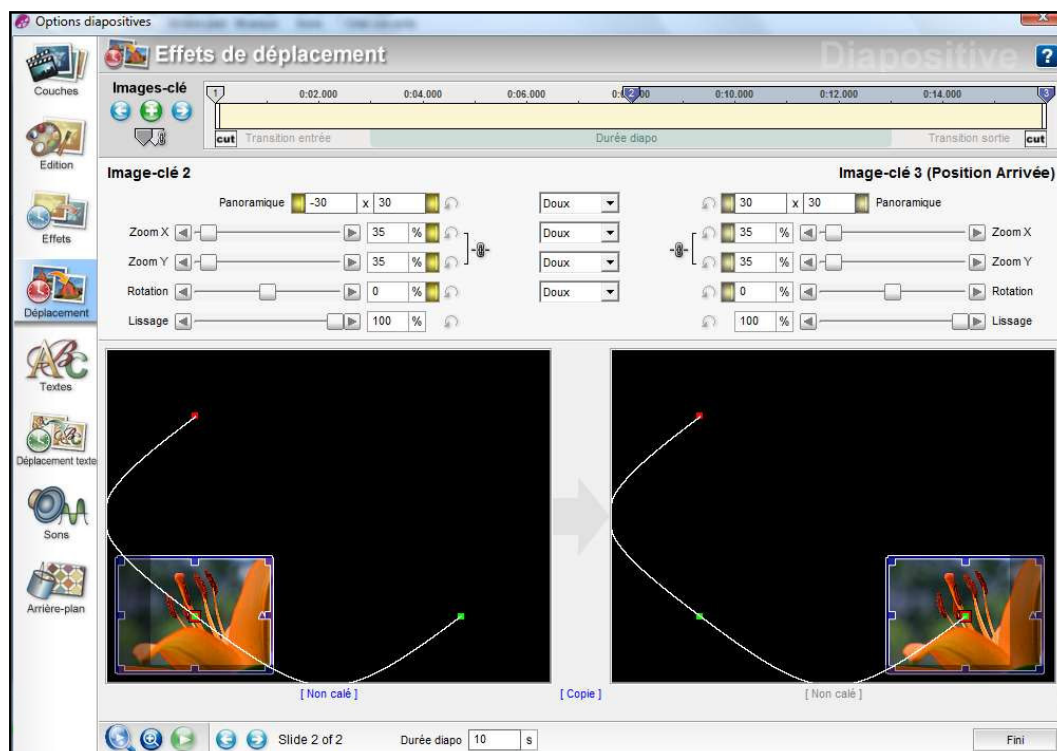 Options diapositives
Couches
Edition
Effets
Déplacement
Textes
Déplacement texte
Sons
Arrière-plan
Effets de déplacement
Diapositive
?
Images-clé
1
0:02.000 0:04.000 0:06.000 2 0:10.000 0:12.000 0:14.000 3
cut Transition entrée Durée diapo Transition sortie cut
Image-clé 2
Image-clé 3 (Position Arrivée)
Panoramique -30 x 30 Doux 30 x 30 Panoramique
Zoom X 35 % Doux 35 % Zoom X
Zoom Y 35 % Doux 35 % Zoom Y
Rotation 0 % Doux 0 % Rotation
Lissage 100 % 100 % Lissage
[ Non calé ] [ Copie ] [ Non calé ]
Slide 2 of 2 Durée diapo 10 s Fini